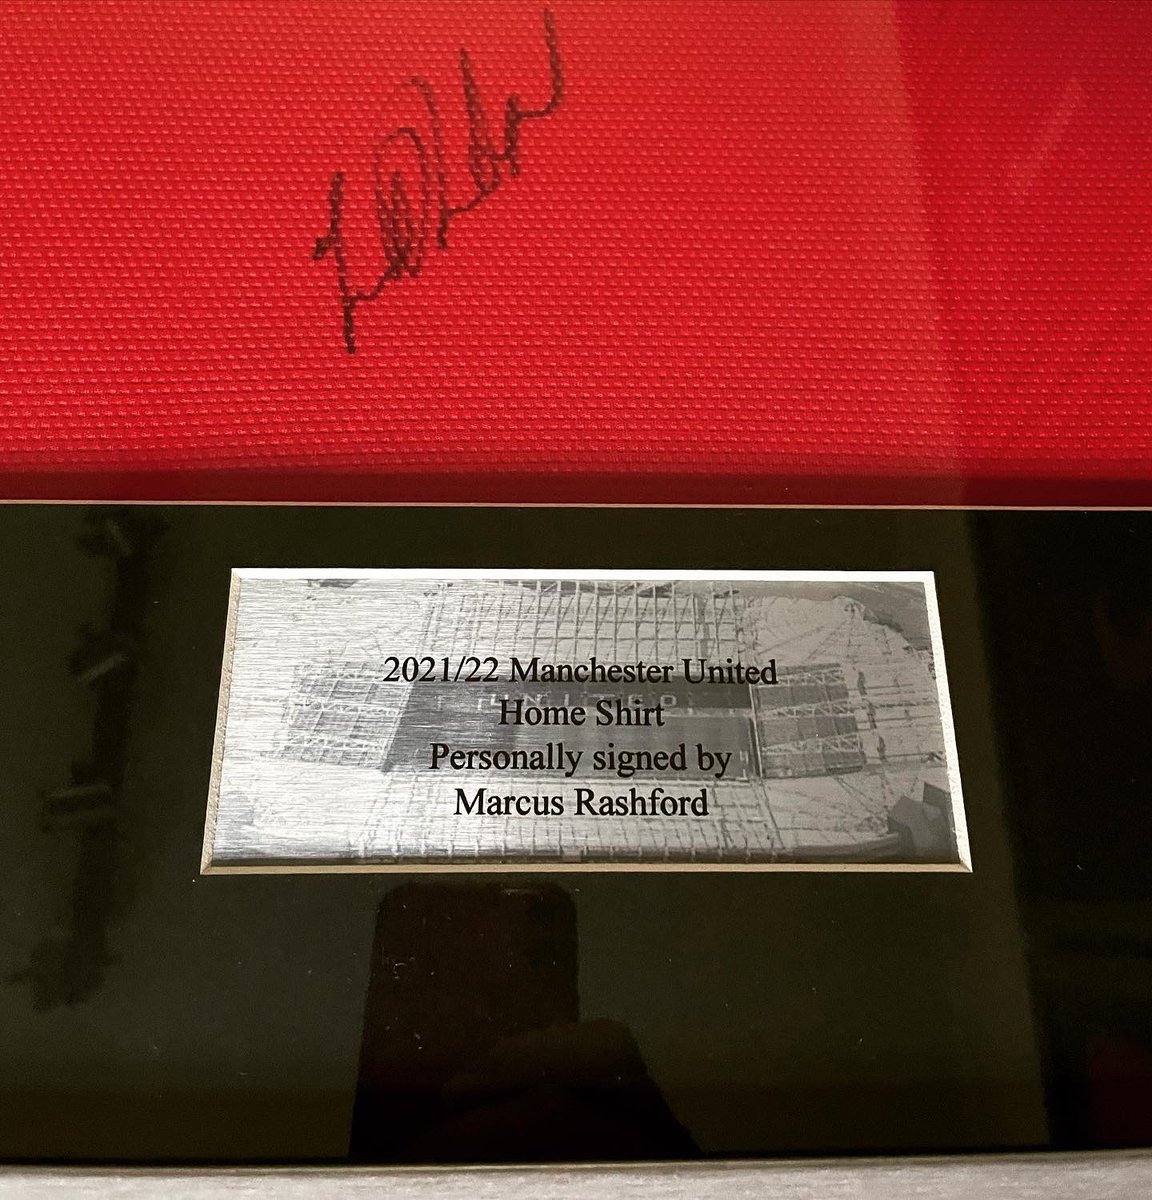 2021/22 Manchester United
Home Shirt
Personally signed by
Marcus Rashford